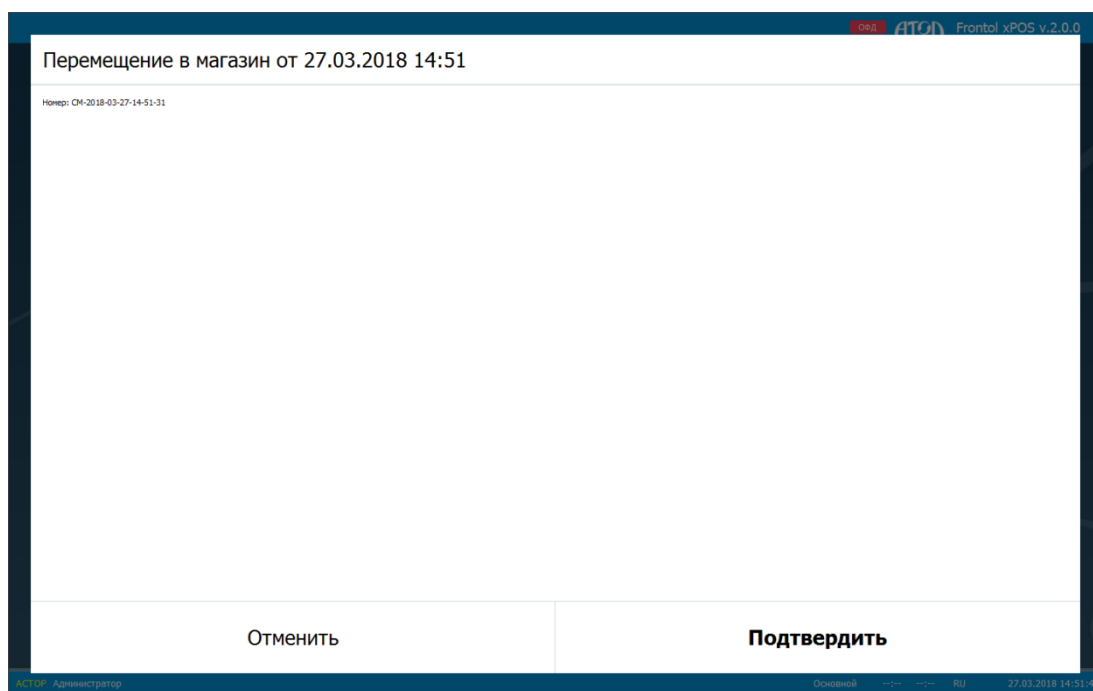 ОФД АТОЛ Frontol xPOS v.2.0.0
Перемещение в магазин от 27.03.2018 14:51
Номер: СМ-2018-03-27-14-51-31
Отменить Подтвердить
АСТОР Администратор Основной --:-- --:-- RU 27.03.2018 14:51:4